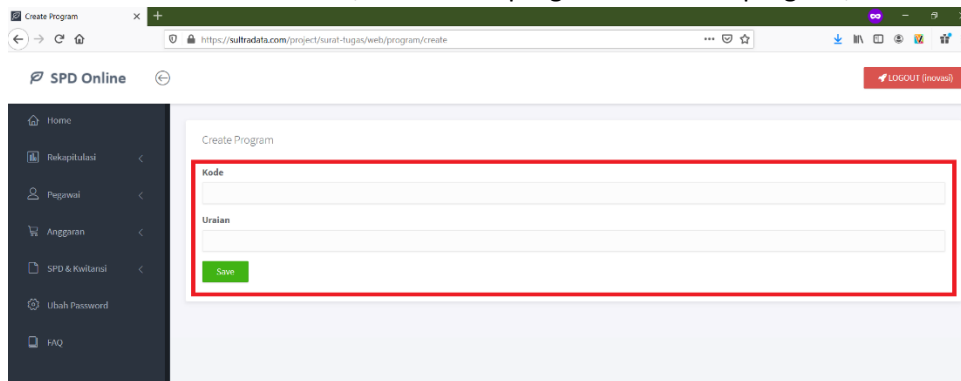 Create Program
https://sultradata.com/project/surat-tugas/web/program/create
SPD Online
LOGOUT (inovasi)
Home
Create Program
Rekapitulasi
Kode
Pegawai
Uraian
Anggaran
SPD & Kwitansi
Save
Ubah Password
FAQ